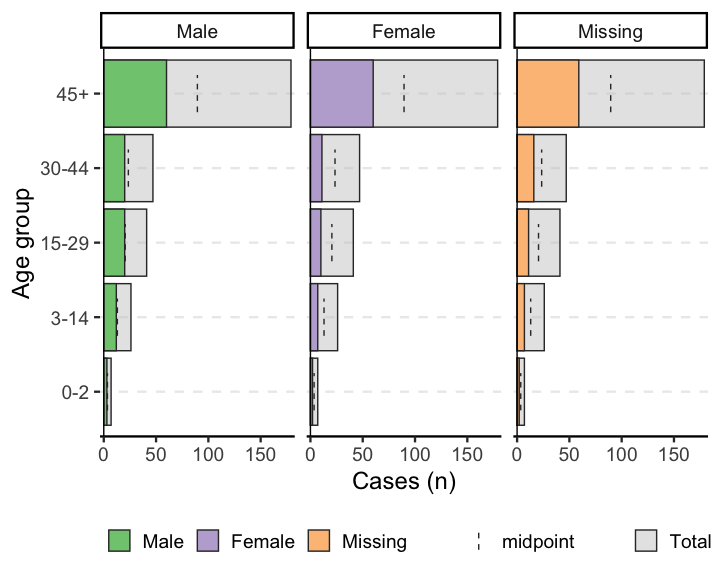 Male Female Missing
Age group
45+
30-44
15-29
3-14
0-2
0 50 100 150 0 50 100 150 0 50 100 150
Cases (n)
Male Female Missing midpoint Total